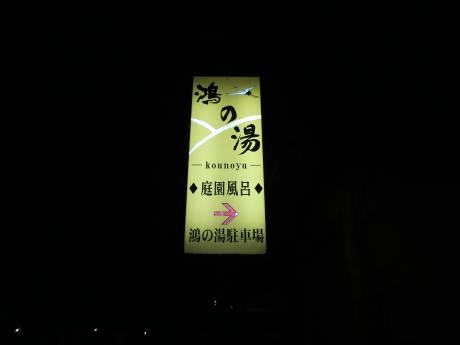 鴻の湯
— kounoyu —
♦庭園風呂♦
鴻の湯駐車場